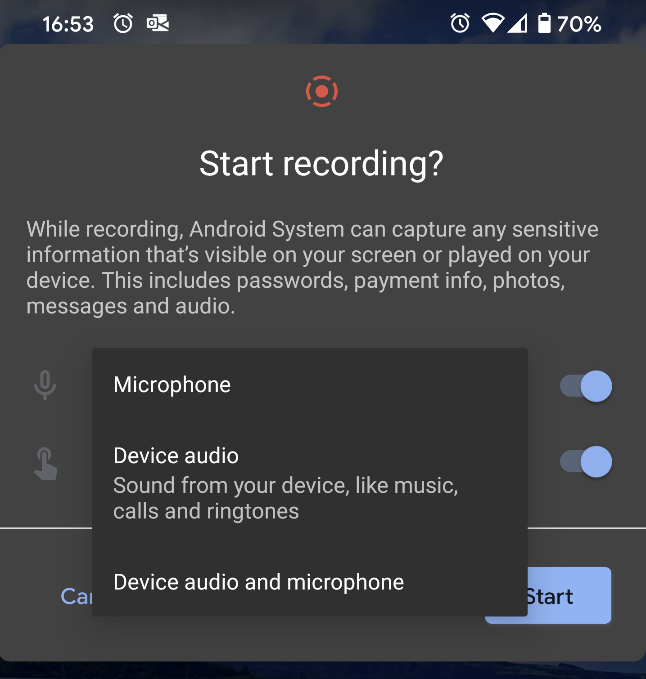 16:53
70%
Start recording?
While recording, Android System can capture any sensitive
information that's visible on your screen or played on your
device. This includes passwords, payment info, photos,
messages and audio.
Microphone
Device audio
Sound from your device, like music,
calls and ringtones
Device audio and microphone
Start